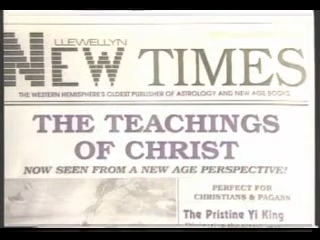 LLEWELLYN
NEW TIMES
THE WESTERN HEMISPHERE'S OLDEST PUBLISHER OF ASTROLOGY AND NEW AGE BOOKS
THE TEACHINGS
OF CHRIST
NOW SEEN FROM A NEW AGE PERSPECTIVE!
PERFECT FOR
CHRISTIANS & PAGANS
The Pristine Yi King